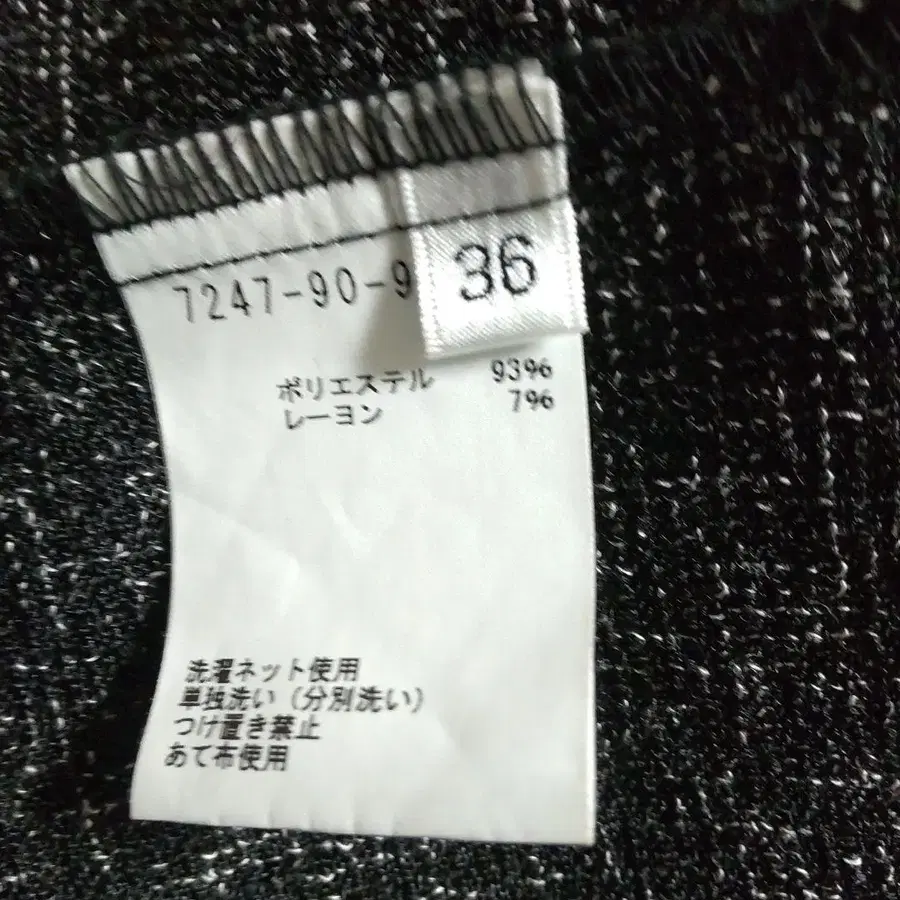 36
7247-90-9
ポリエステル 93%
レーヨン 7%
洗濯ネット使用
単独洗い(分別洗い)
つけ置き禁止
あて布使用